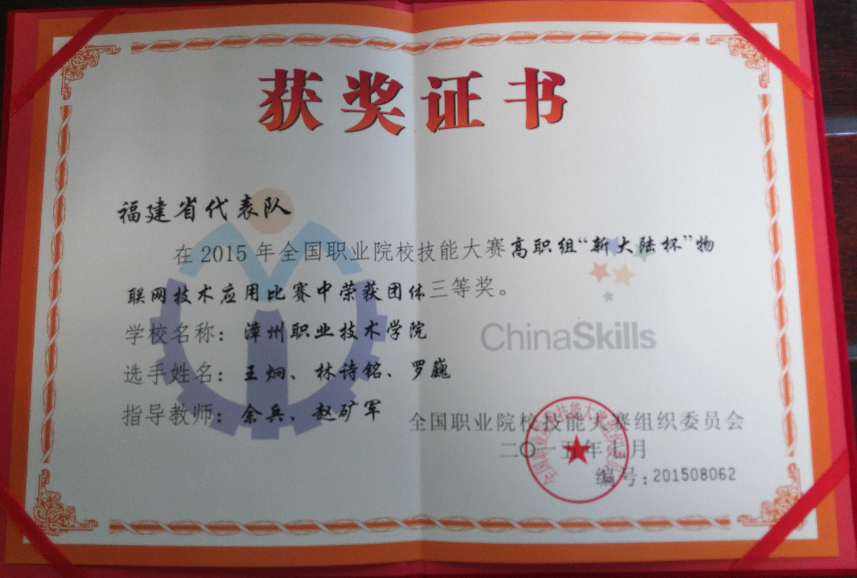 获奖证书
福建省代表队
在2015年全国职业院校技能大赛高职组“新大陆杯”物
联网技术应用比赛中荣获团体三等奖。
学校名称：漳州职业技术学院
ChinaSkills
选手姓名：王炯、林诗铭、罗巍
指导教师：余兵、赵矿军
全国职业院校技能大赛组织委员会
二〇一五年七月
编号：201508062